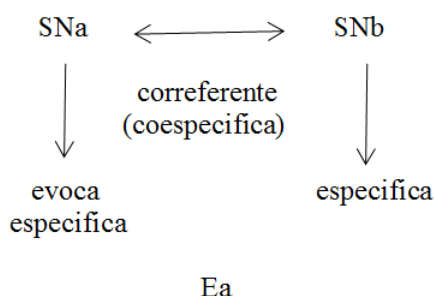 SNa SNb
correferente
(coespecifica)
evoca especifica
especifica
Ea